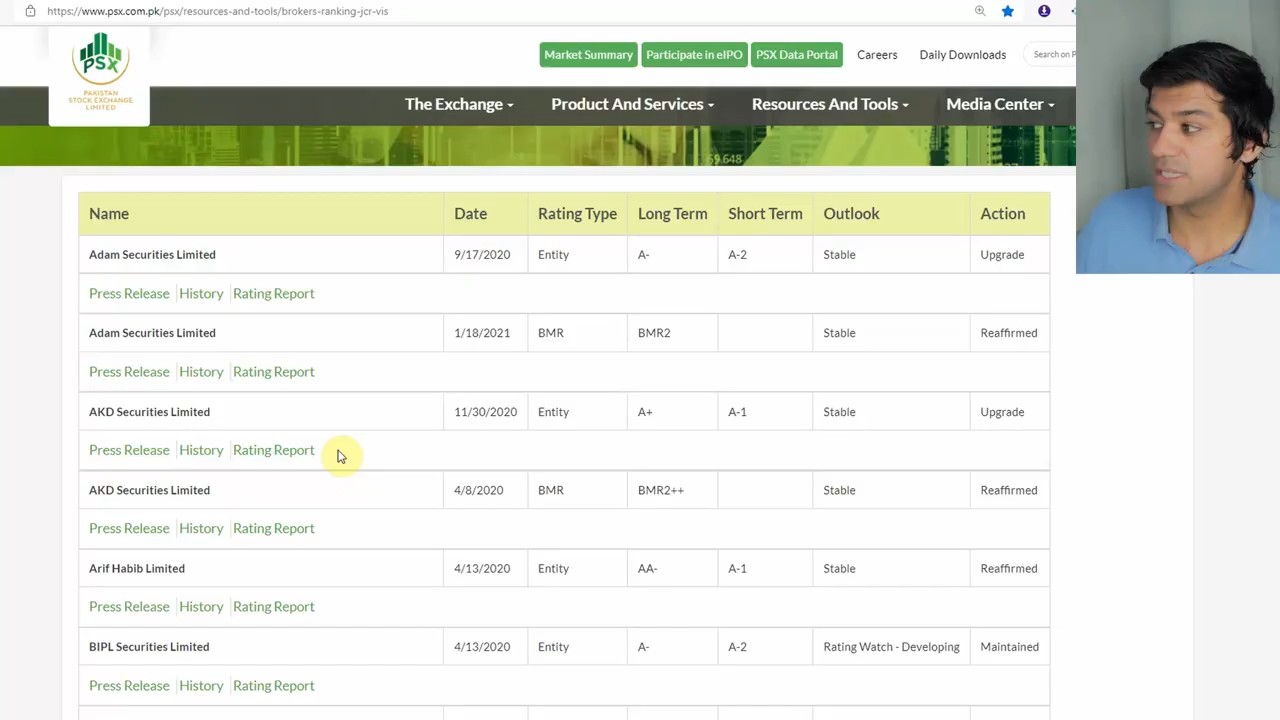 https://www.psx.com.pk/psx/resources-and-tools/brokers-ranking-jcr-vis
PSX
PAKISTAN
STOCK EXCHANGE
LIMITED
Market Summary Participate in eIPO PSX Data Portal Careers Daily Downloads Search on
The Exchange Product And Services Resources And Tools Media Center
69.648
Name Date Rating Type Long Term Short Term Outlook Action
Adam Securities Limited 9/17/2020 Entity A- A-2 Stable Upgrade
Press Release History Rating Report
Adam Securities Limited 1/18/2021 BMR BMR2 Stable Reaffirmed
Press Release History Rating Report
AKD Securities Limited 11/30/2020 Entity A+ A-1 Stable Upgrade
Press Release History Rating Report
AKD Securities Limited 4/8/2020 BMR BMR2++ Stable Reaffirmed
Press Release History Rating Report
Arif Habib Limited 4/13/2020 Entity AA- A-1 Stable Reaffirmed
Press Release History Rating Report
BIPL Securities Limited 4/13/2020 Entity A- A-2 Rating Watch - Developing Maintained
Press Release History Rating Report